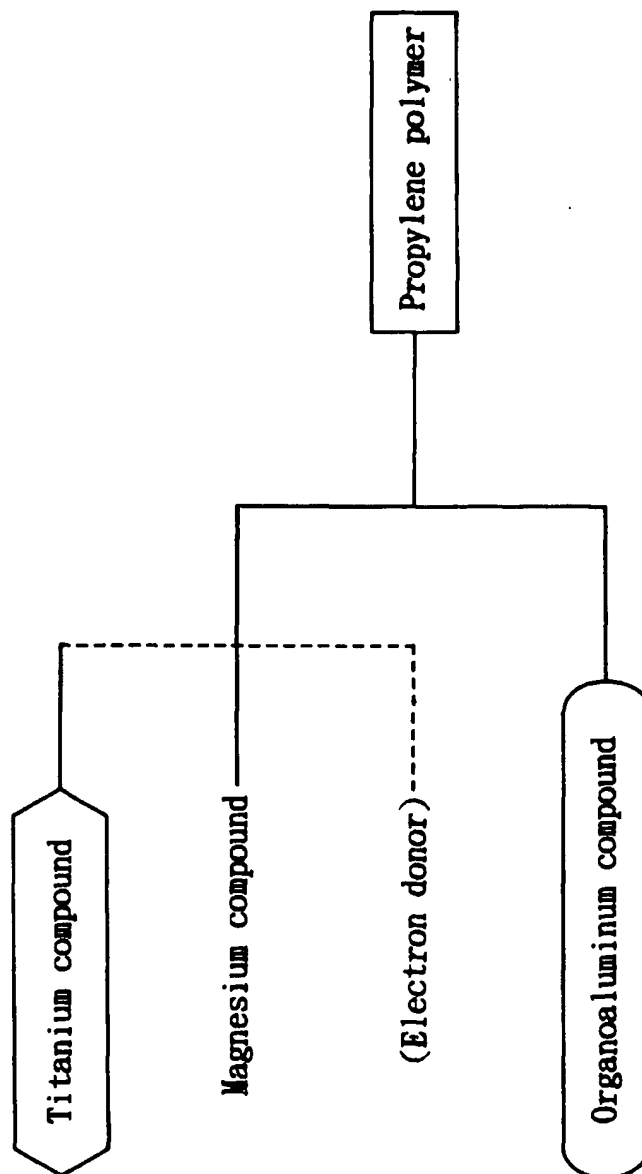 Titanium compound
Magnesium compound
(Electron donor)
Organoaluminum compound
Propylene polymer